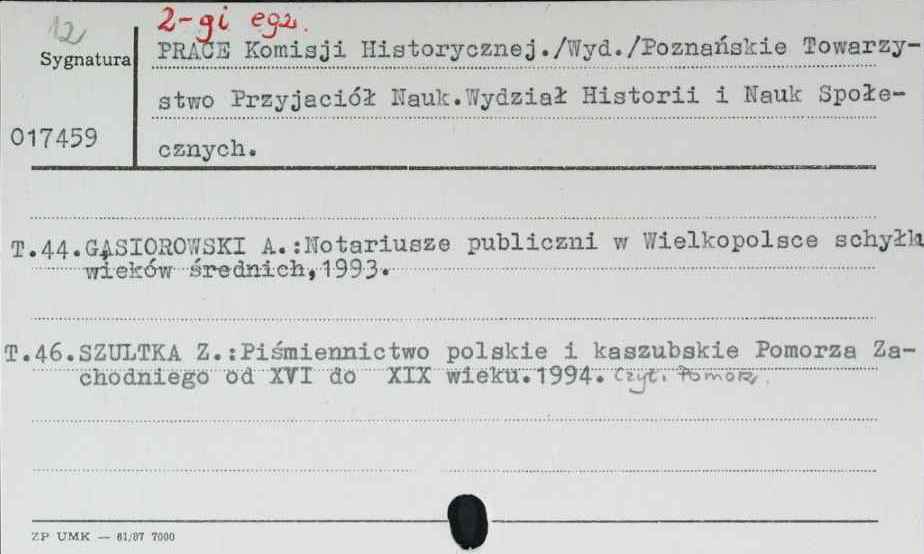 12
2-gi egz.
Sygnatura
PRACE Komisji Historycznej./Wyd./Poznańskie Towarzy-
stwo Przyjaciół Nauk.Wydział Historii i Nauk Społe-
017459
cznych.
T.44.GĄSIOROWSKI A.:Notariusze publiczni w Wielkopolsce schyłku
wieków średnich,1993.
T.46.SZULTKA Z.:Piśmiennictwo polskie i kaszubskie Pomorza Za-
chodniego od XVI do XIX wieku.1994. Czyt. Pomorz.
ZP UMK — 61/87 7000